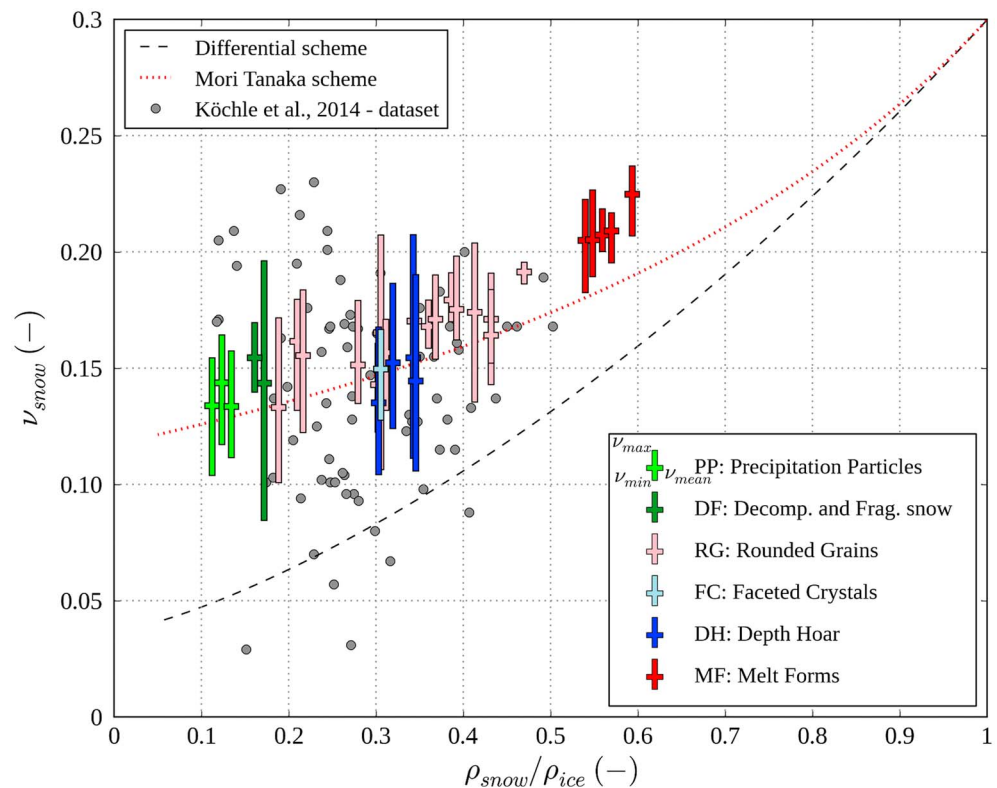 0.3
Differential scheme
Mori Tanaka scheme
Köchle et al., 2014 - dataset
0.25
0.20
0.15
0.10
0.05
0
ν_snow (−)
ν_max
ν_min ν_mean
PP: Precipitation Particles
DF: Decomp. and Frag. snow
RG: Rounded Grains
FC: Faceted Crystals
DH: Depth Hoar
MF: Melt Forms
0 0.1 0.2 0.3 0.4 0.5 0.6 0.7 0.8 0.9 1
ρ_snow/ρ_ice (−)